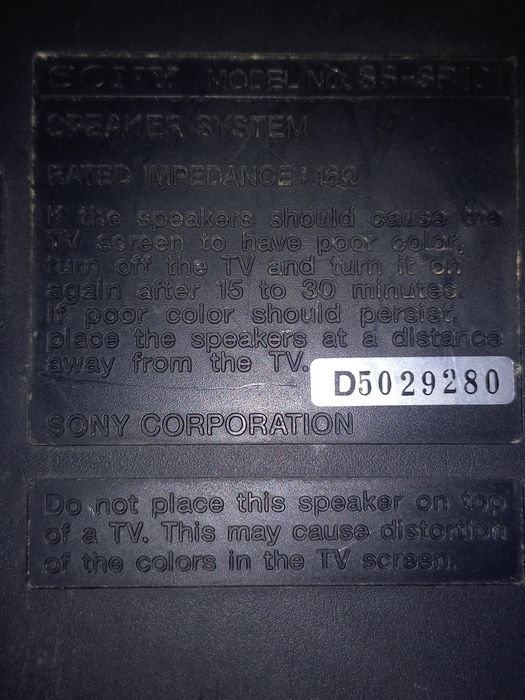 SONY MODEL NO. SS-SR101
SPEAKER SYSTEM
RATED IMPEDANCE : 16Ω
If the speakers should cause the
TV screen to have poor color,
turn off the TV and turn it on
again after 15 to 30 minutes.
If poor color should persist,
place the speakers at a distance
away from the TV.
D5029280
SONY CORPORATION
Do not place this speaker on top
of a TV. This may cause distortion
of the colors in the TV screen.